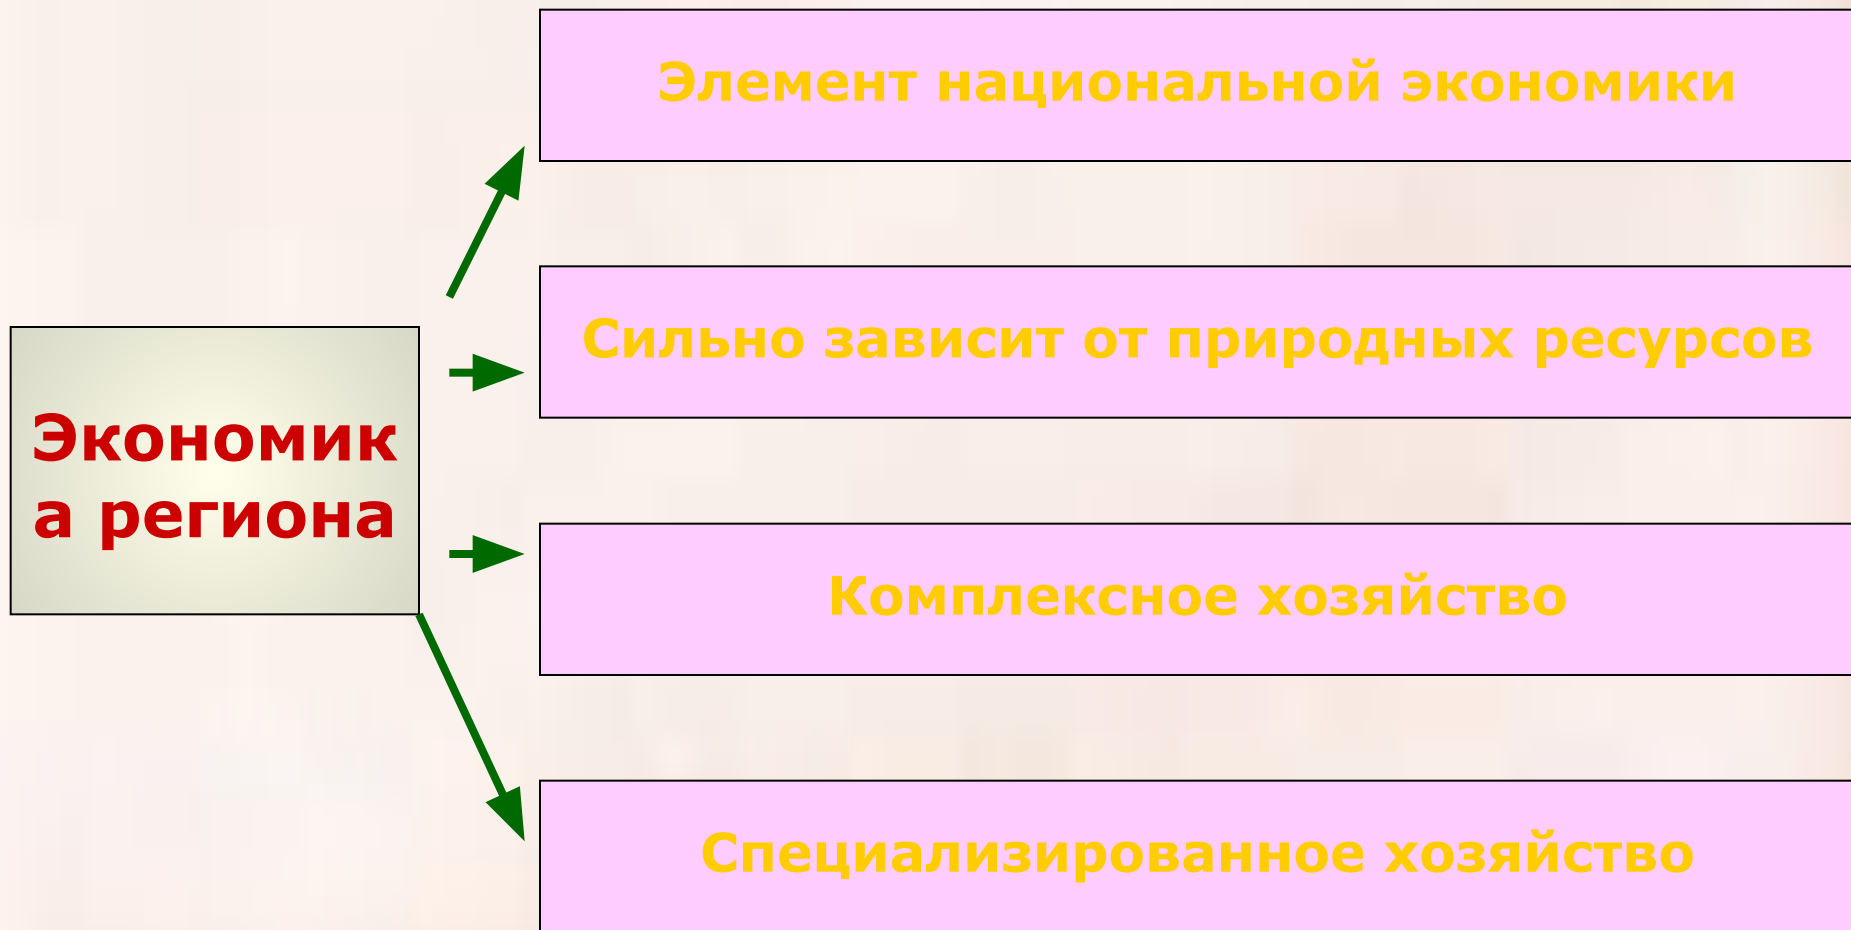 Элемент национальной экономики
Сильно зависит от природных ресурсов
Экономик
а региона
Комплексное хозяйство
Специализированное хозяйство